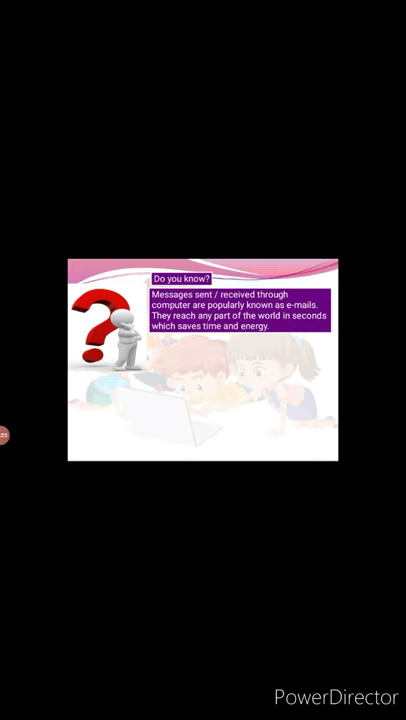 Do you know?
Messages sent / received through
computer are popularly known as e-mails.
They reach any part of the world in seconds
which saves time and energy.
:23
PowerDirector